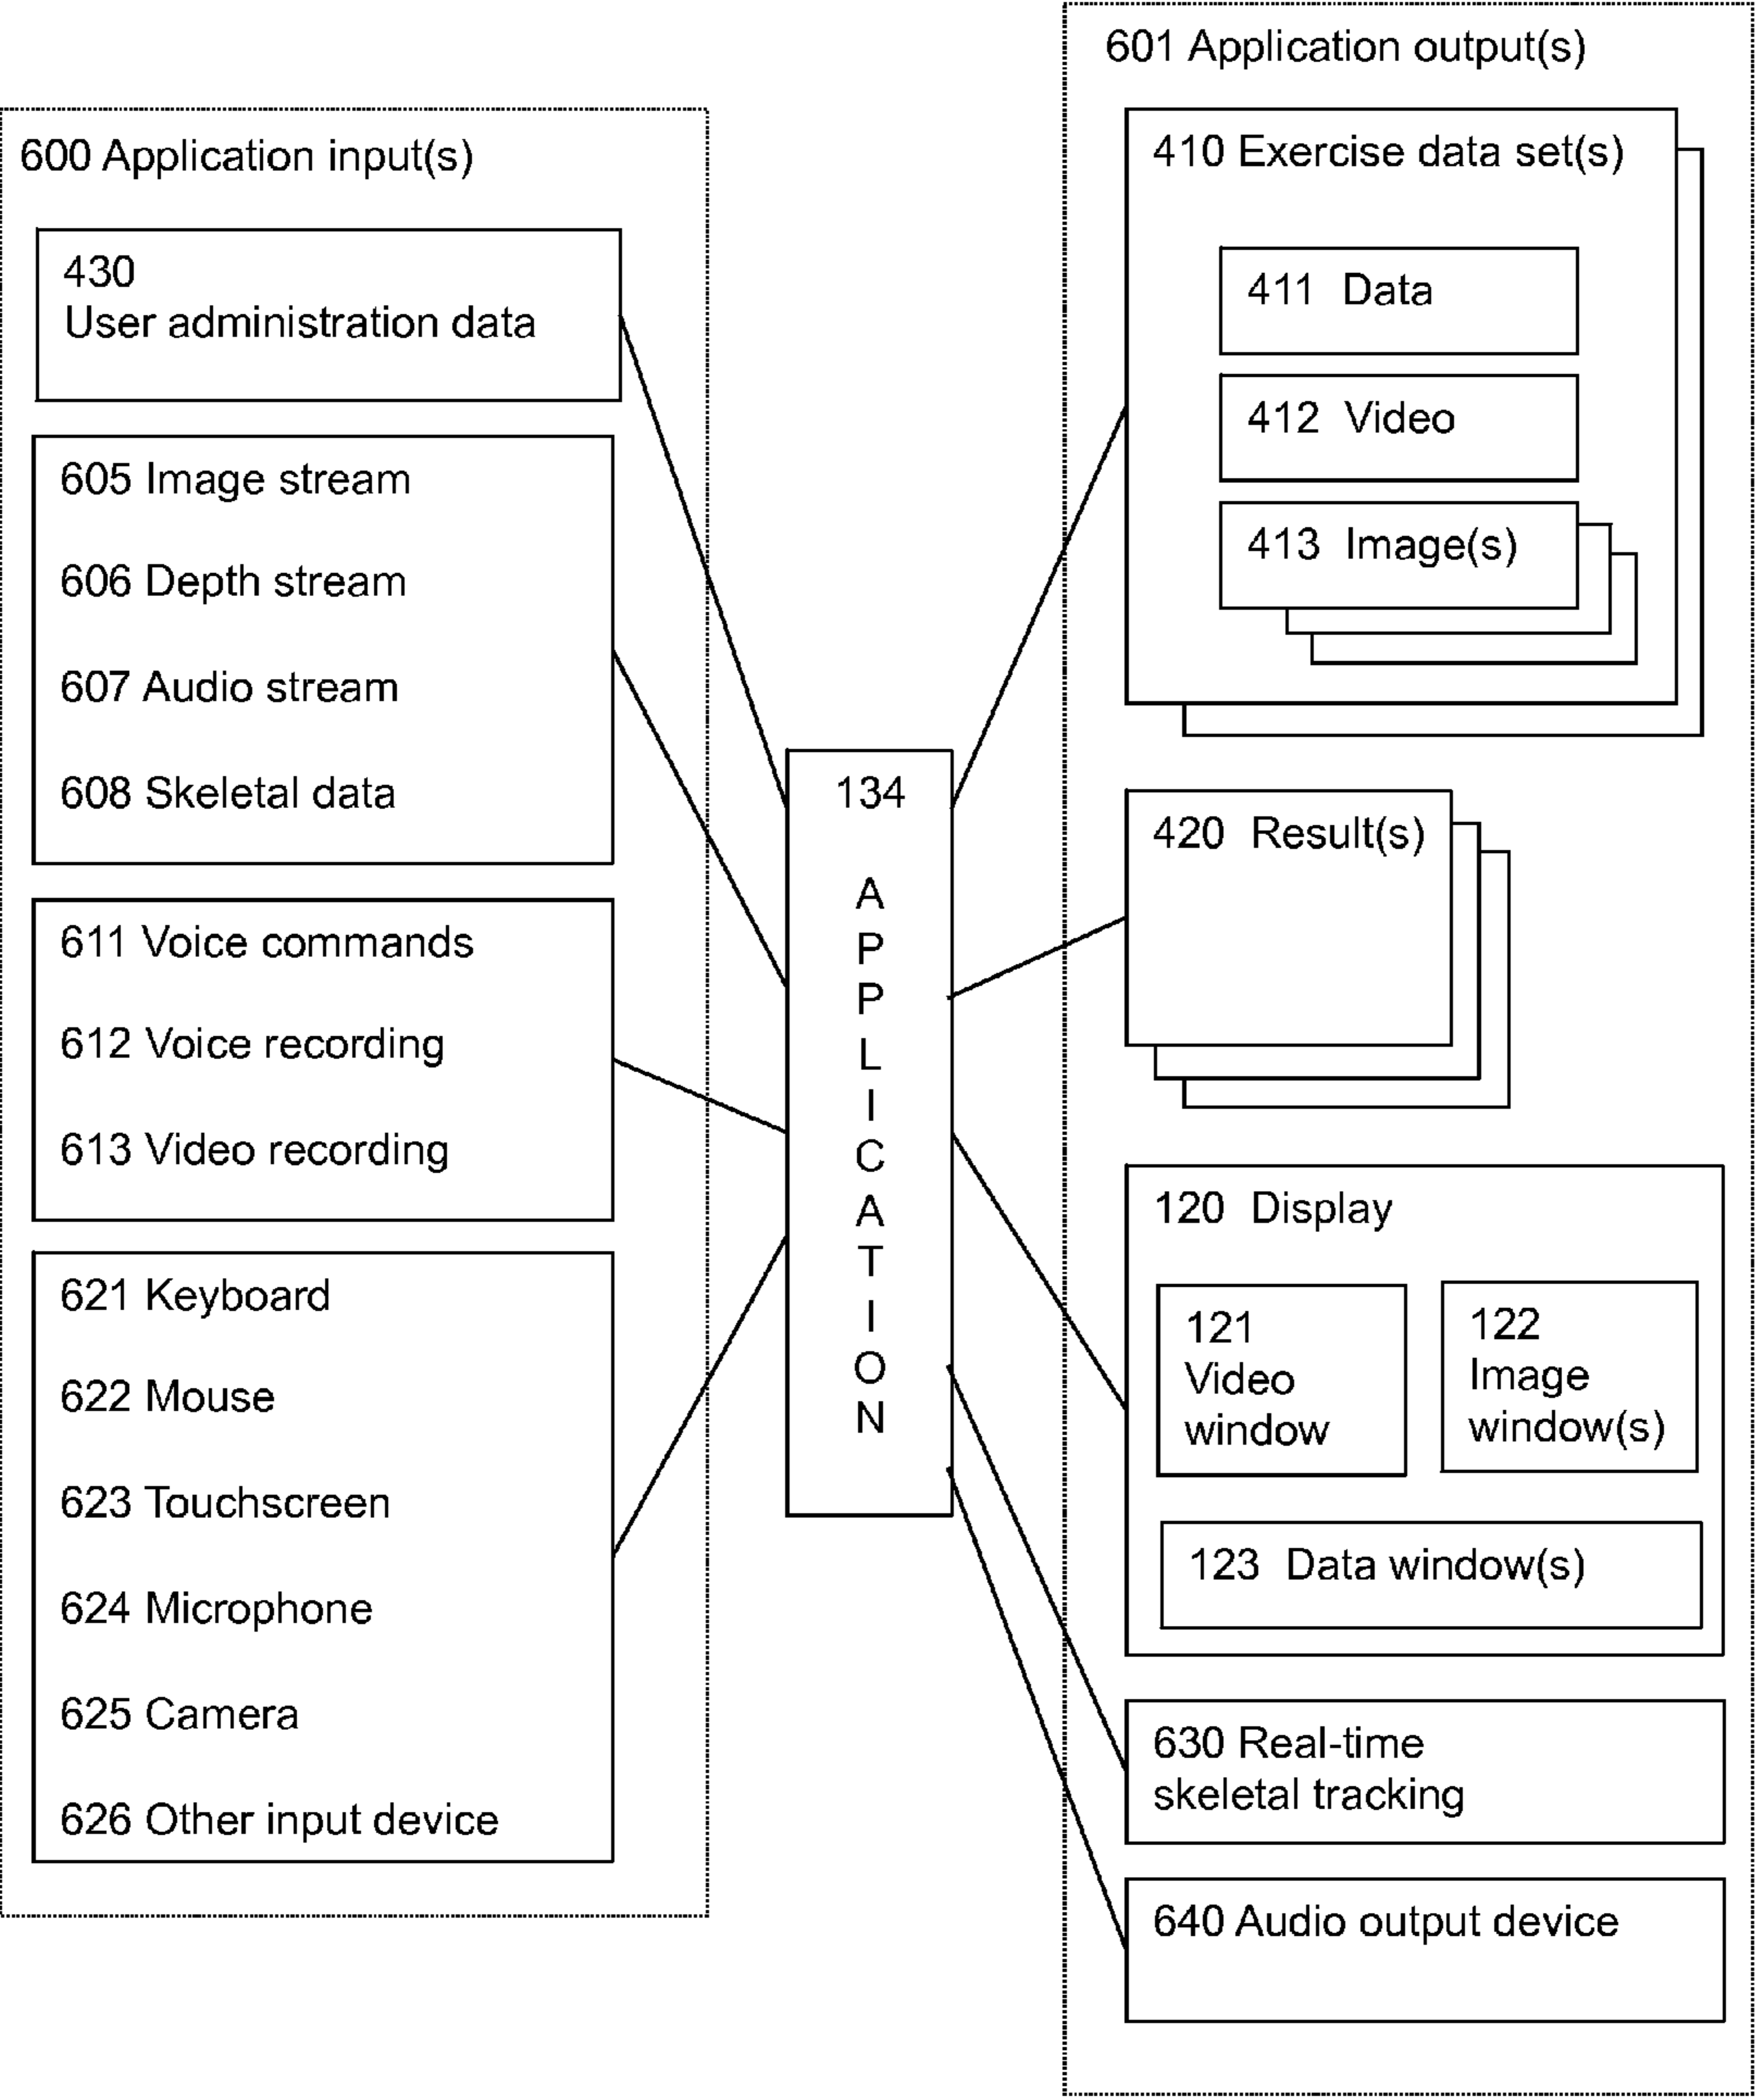 600 Application input(s)
430
User administration data
605 Image stream
606 Depth stream
607 Audio stream
608 Skeletal data
611 Voice commands
612 Voice recording
613 Video recording
621 Keyboard
622 Mouse
623 Touchscreen
624 Microphone
625 Camera
626 Other input device
134
A
P
P
L
I
C
A
T
I
O
N
601 Application output(s)
410 Exercise data set(s)
411 Data
412 Video
413 Image(s)
420 Result(s)
120 Display
121
Video
window
122
Image
window(s)
123 Data window(s)
630 Real-time
skeletal tracking
640 Audio output device